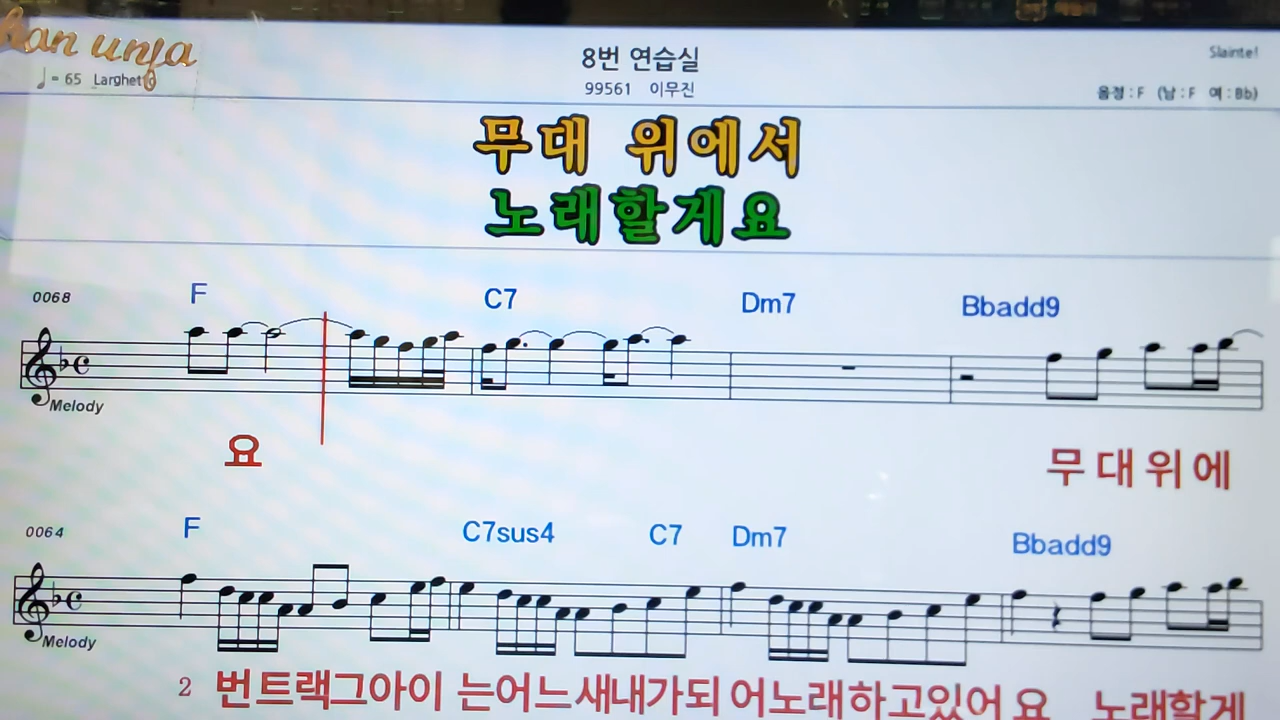 8번 연습실
Slainte!
♩= 65 Larghetto
99561 이무진
음정 : F (남 : F 여 : Bb)
무대 위에서
노래할게요
0068 F C7 Dm7 Bbadd9
Melody
요 무 대 위 에
0064 F C7sus4 C7 Dm7 Bbadd9
Melody
2 번트랙그아이 는어느새내가되 어노래하고있어 요 노래할게